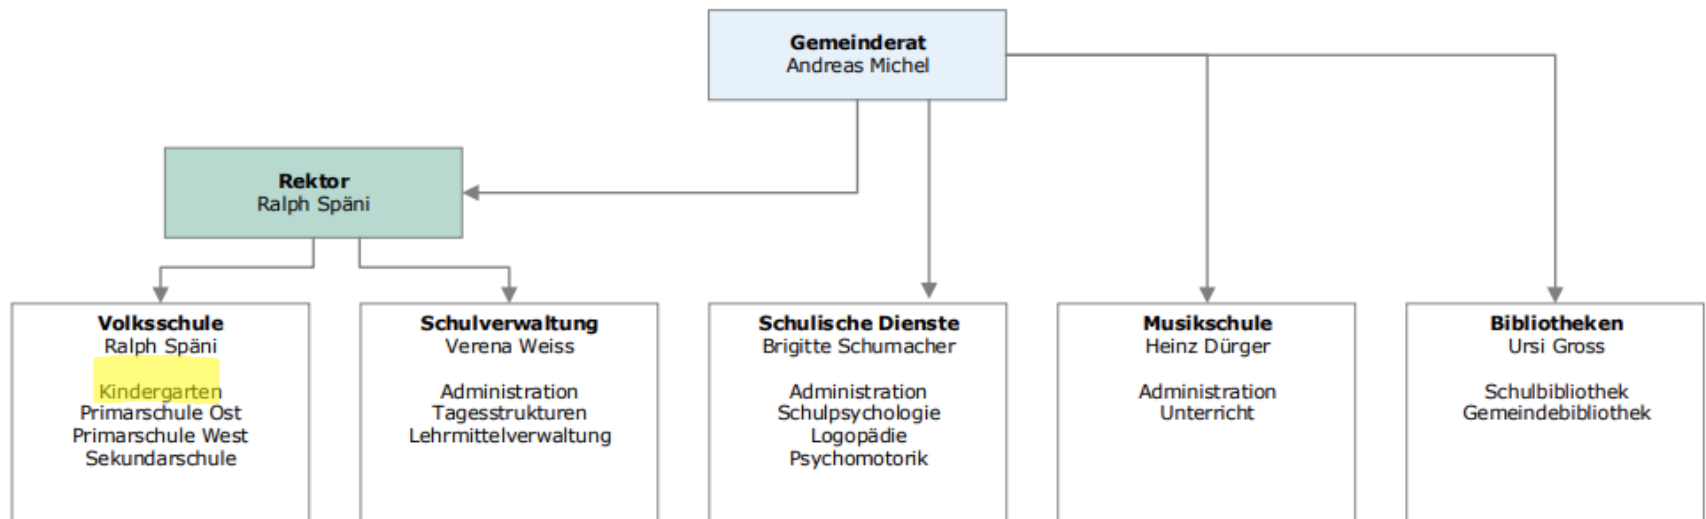 Gemeinderat
Andreas Michel
Rektor
Ralph Späni
Volksschule
Ralph Späni
Kindergarten
Primarschule Ost
Primarschule West
Sekundarschule
Schulverwaltung
Verena Weiss
Administration
Tagesstrukturen
Lehrmittelverwaltung
Schulische Dienste
Brigitte Schumacher
Administration
Schulpsychologie
Logopädie
Psychomotorik
Musikschule
Heinz Dürger
Administration
Unterricht
Bibliotheken
Ursi Gross
Schulbibliothek
Gemeindebibliothek